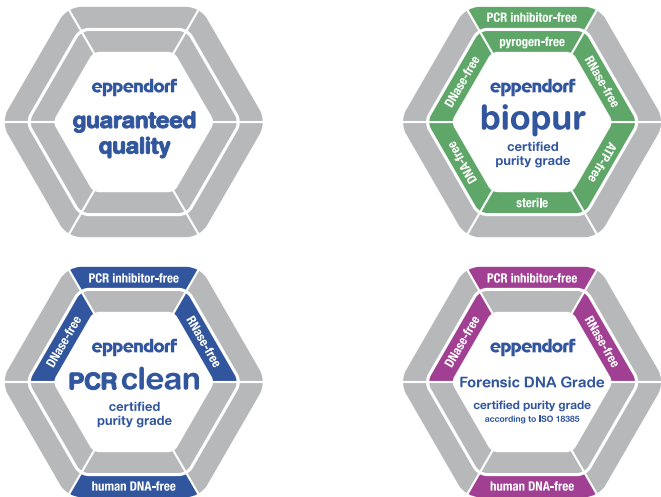 eppendorf
guaranteed
quality
PCR inhibitor-free
pyrogen-free
DNase-free
RNase-free
eppendorf
biopur
certified
purity grade
DNA-free
ATP-free
sterile
PCR inhibitor-free
DNase-free
RNase-free
eppendorf
PCR clean
certified
purity grade
human DNA-free
PCR inhibitor-free
DNase-free
RNase-free
eppendorf
Forensic DNA Grade
certified purity grade
according to ISO 18385
human DNA-free